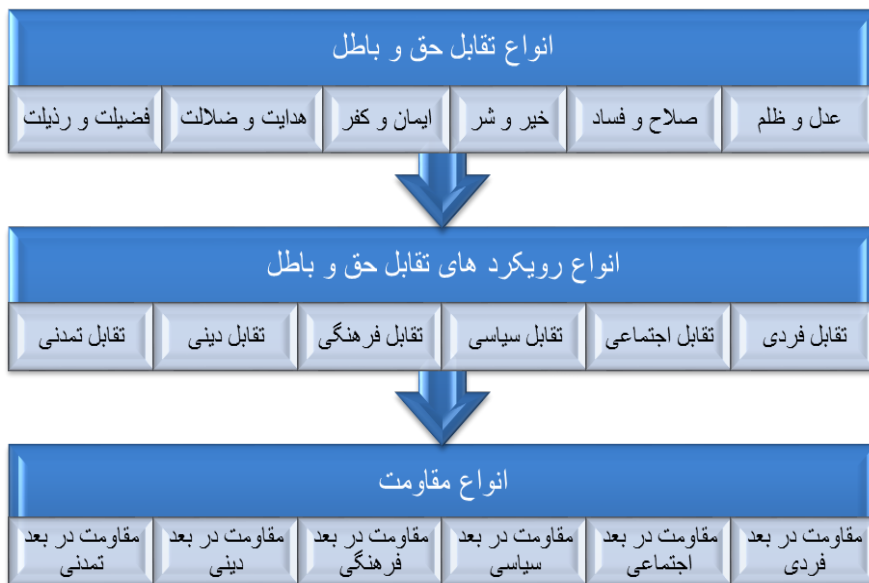 انواع تقابل حق و باطل
عدل و ظلم
صلاح و فساد
خیر و شر
ایمان و کفر
هدایت و ضلالت
فضیلت و رذیلت
انواع رویکرد های تقابل حق و باطل
تقابل فردی
تقابل اجتماعی
تقابل سیاسی
تقابل فرهنگی
تقابل دینی
تقابل تمدنی
انواع مقاومت
مقاومت در بعد
فردی
مقاومت در بعد
اجتماعی
مقاومت در بعد
سیاسی
مقاومت در بعد
فرهنگی
مقاومت در بعد
دینی
مقاومت در بعد
تمدنی